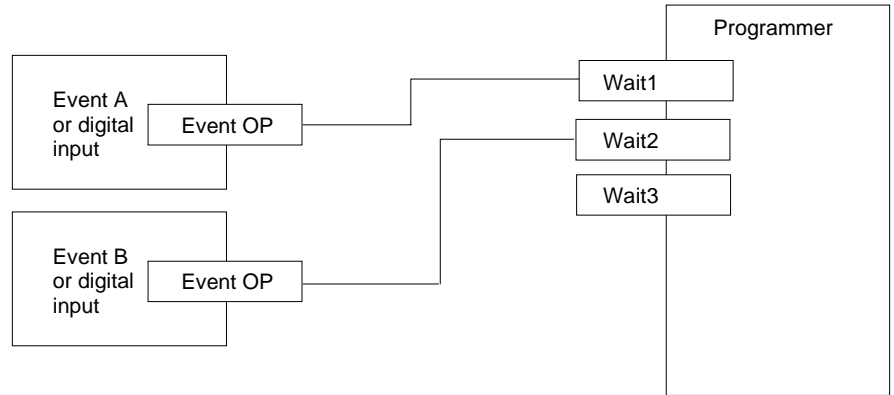 Programmer
Event A
or digital
input
Event OP
Wait1
Wait2
Wait3
Event B
or digital
input
Event OP